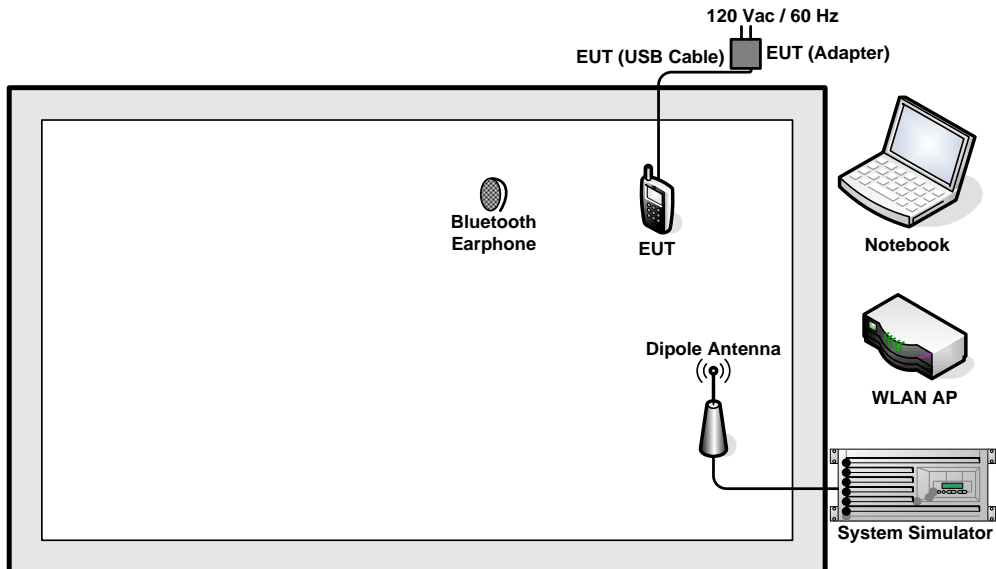 120 Vac / 60 Hz
EUT (USB Cable)
EUT (Adapter)
Bluetooth
Earphone
EUT
Notebook
Dipole Antenna
WLAN AP
System Simulator